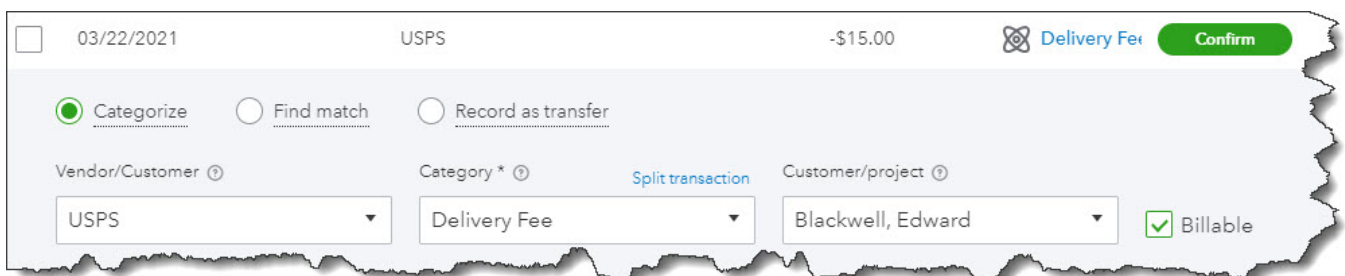 03/22/2021 USPS -$15.00 Delivery Fee Confirm
Categorize Find match Record as transfer
Vendor/Customer Category * Split transaction Customer/project
USPS Delivery Fee Blackwell, Edward Billable